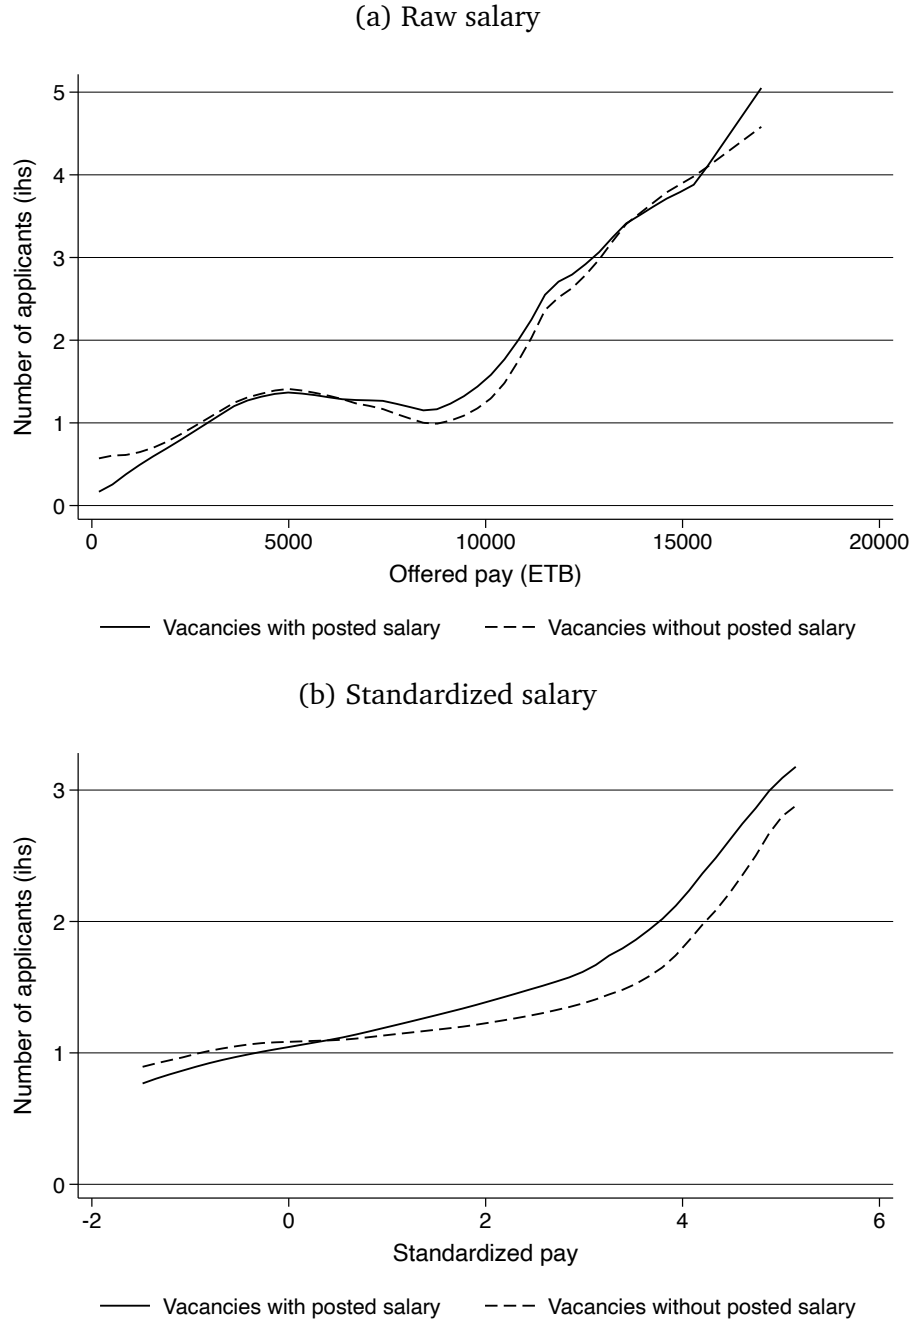 (a) Raw salary
Number of applicants (ihs)
5
4
3
2
1
0
0 5000 10000 15000 20000
Offered pay (ETB)
Vacancies with posted salary Vacancies without posted salary
(b) Standardized salary
Number of applicants (ihs)
3
2
1
0
-2 0 2 4 6
Standardized pay
Vacancies with posted salary Vacancies without posted salary